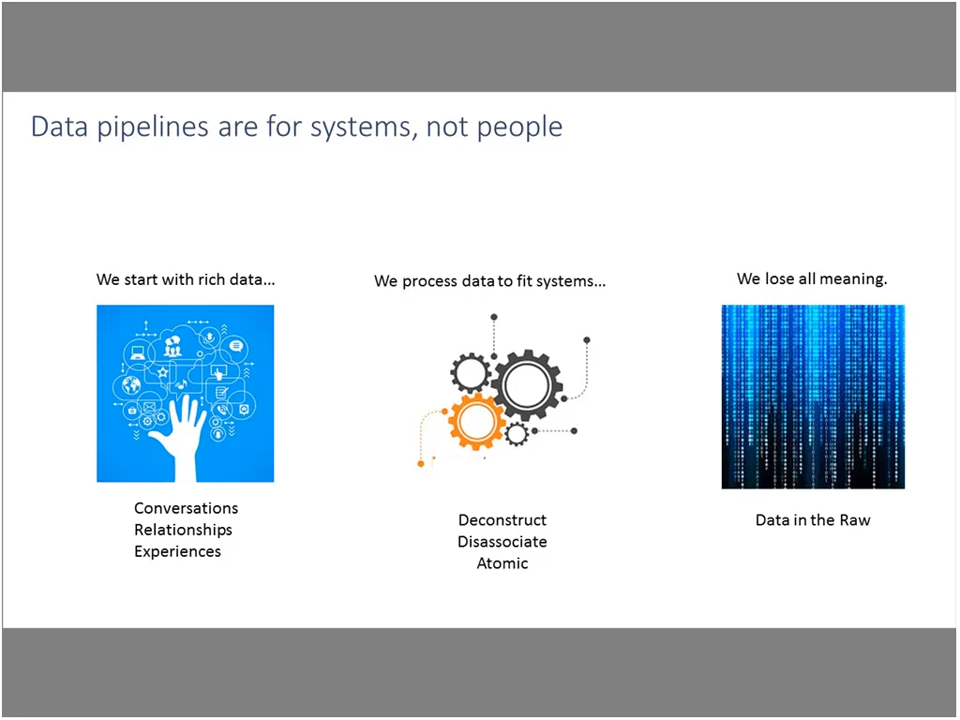 Data pipelines are for systems, not people
We start with rich data...
Conversations
Relationships
Experiences
We process data to fit systems...
Deconstruct
Disassociate
Atomic
We lose all meaning.
Data in the Raw